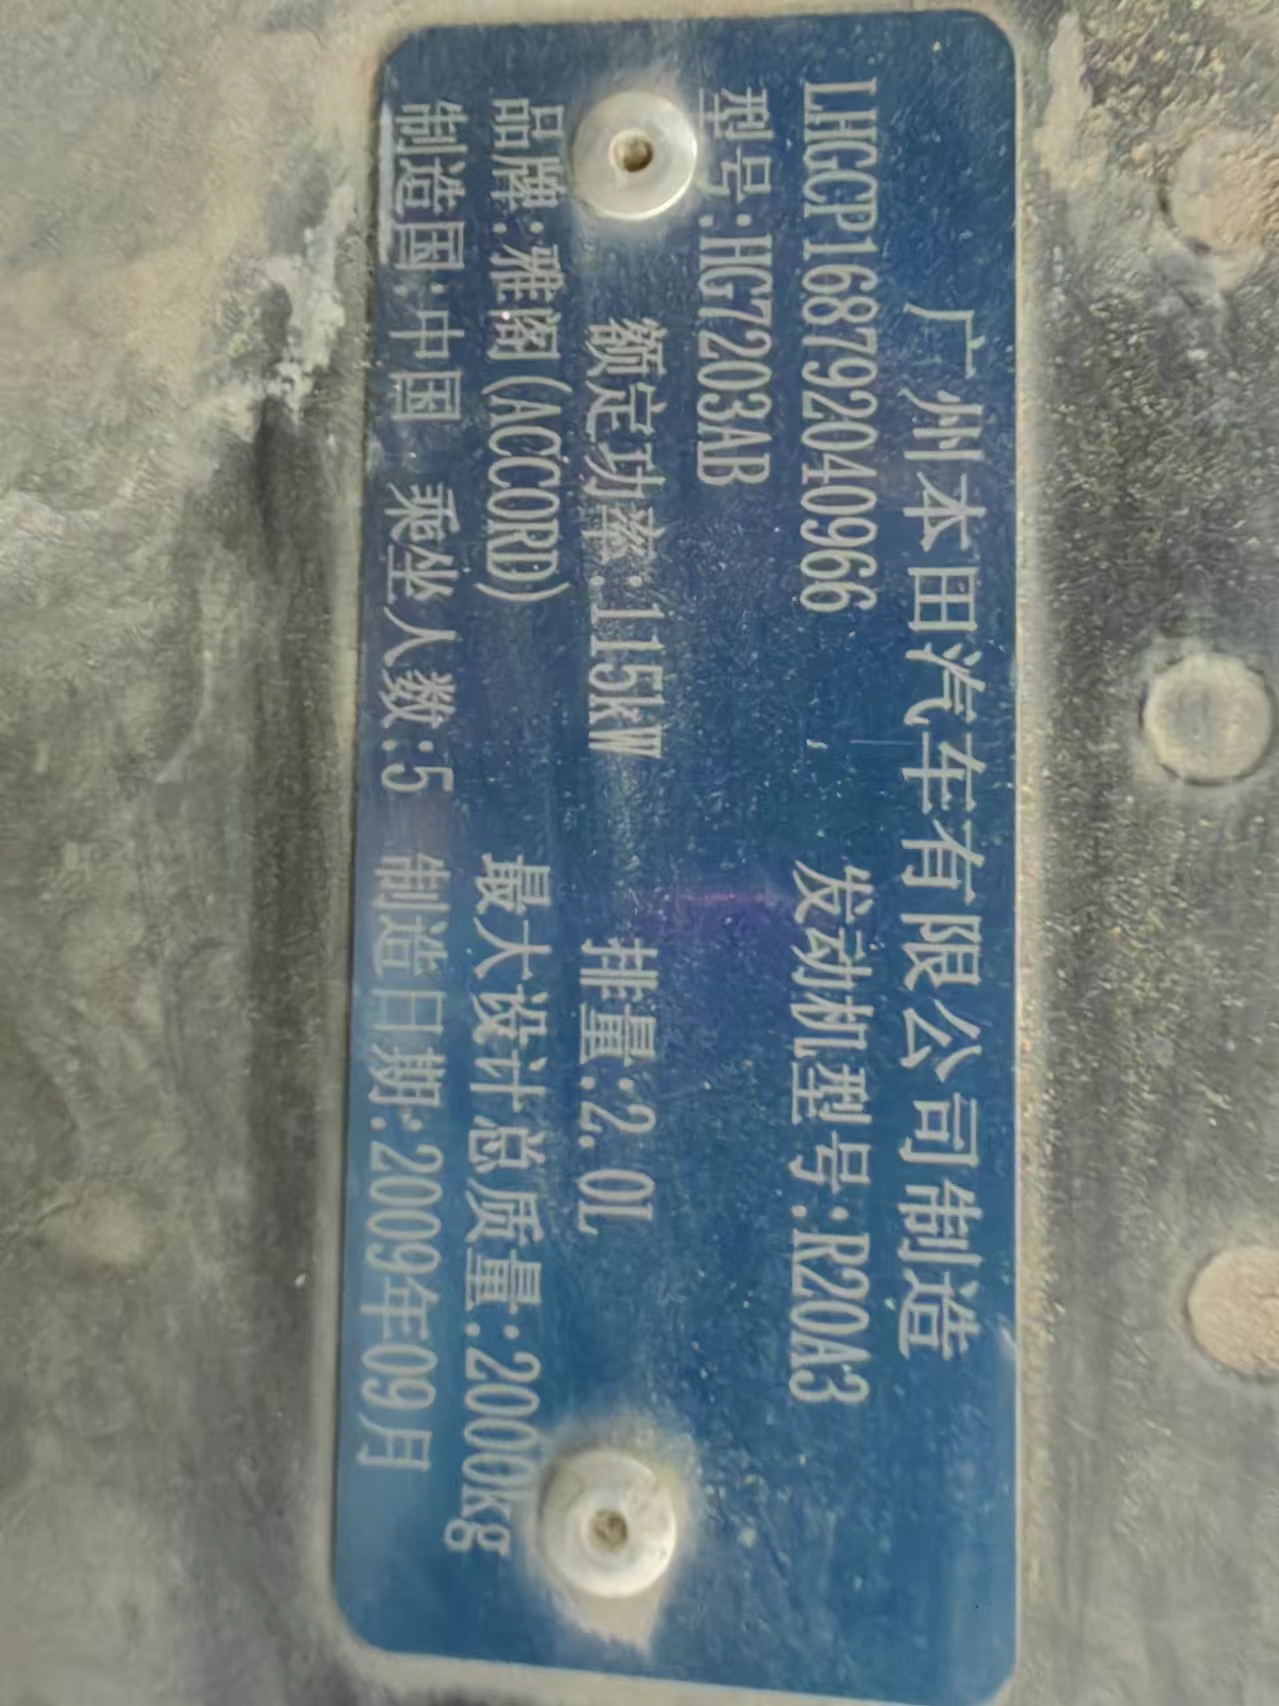 广州本田汽车有限公司制造
LHGCP168792040966 发动机型号:R20A3
型号:HG7203AB
额定功率:115kW 排量:2.0L
品牌:雅阁(ACCORD) 最大设计总质量:2000kg
制造国:中国 乘坐人数:5 制造日期:2009年09月